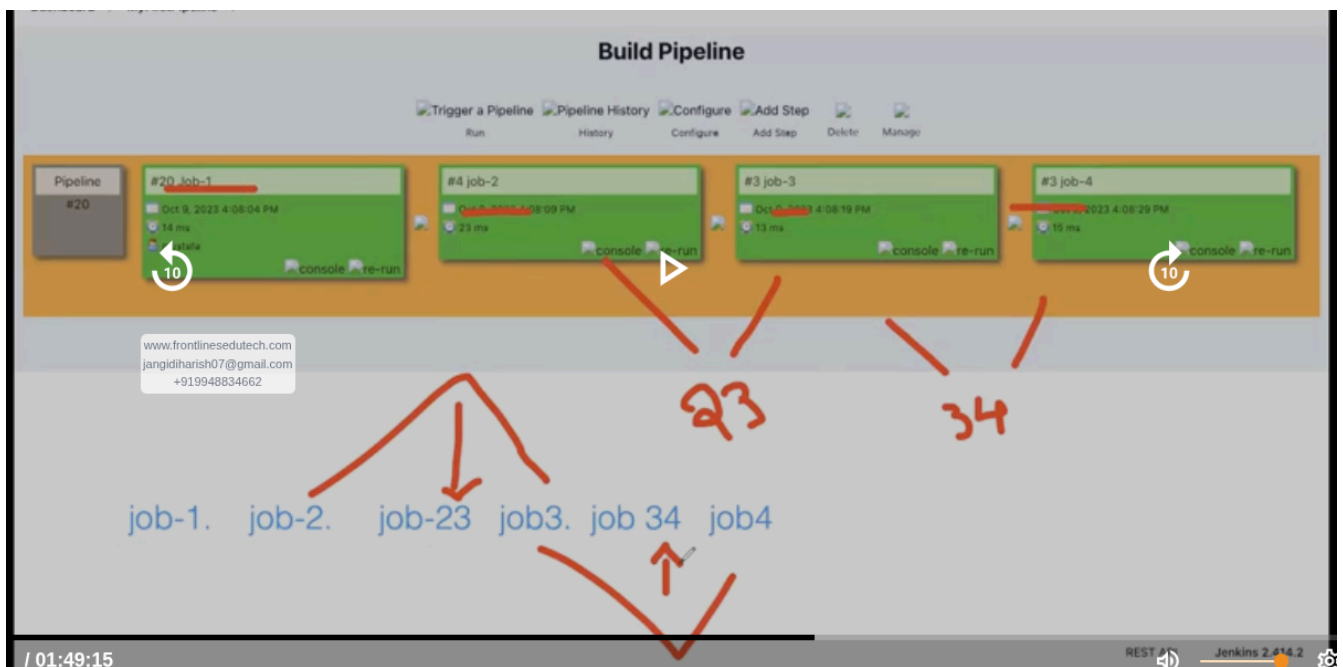 Build Pipeline
Trigger a Pipeline Pipeline History Configure Add Step
Run History Configure Add Step Delete Manage
Pipeline
#20
#20 Job-1
Oct 9, 2023 4:08:04 PM
14 ms
console re-run
#4 job-2
PM
23 ms
console re-run
#3 job-3
4:08:19 PM
13 ms
console re-run
#3 job-4
2023 4:08:29 PM
15 ms
console re-run
10
10
www.frontlinesedutech.com
jangidiharish07@gmail.com
+919948834662
23
34
job-1. job-2. job-23 job3. job 34 job4
/ 01:49:15
REST Jenkins 2.414.2